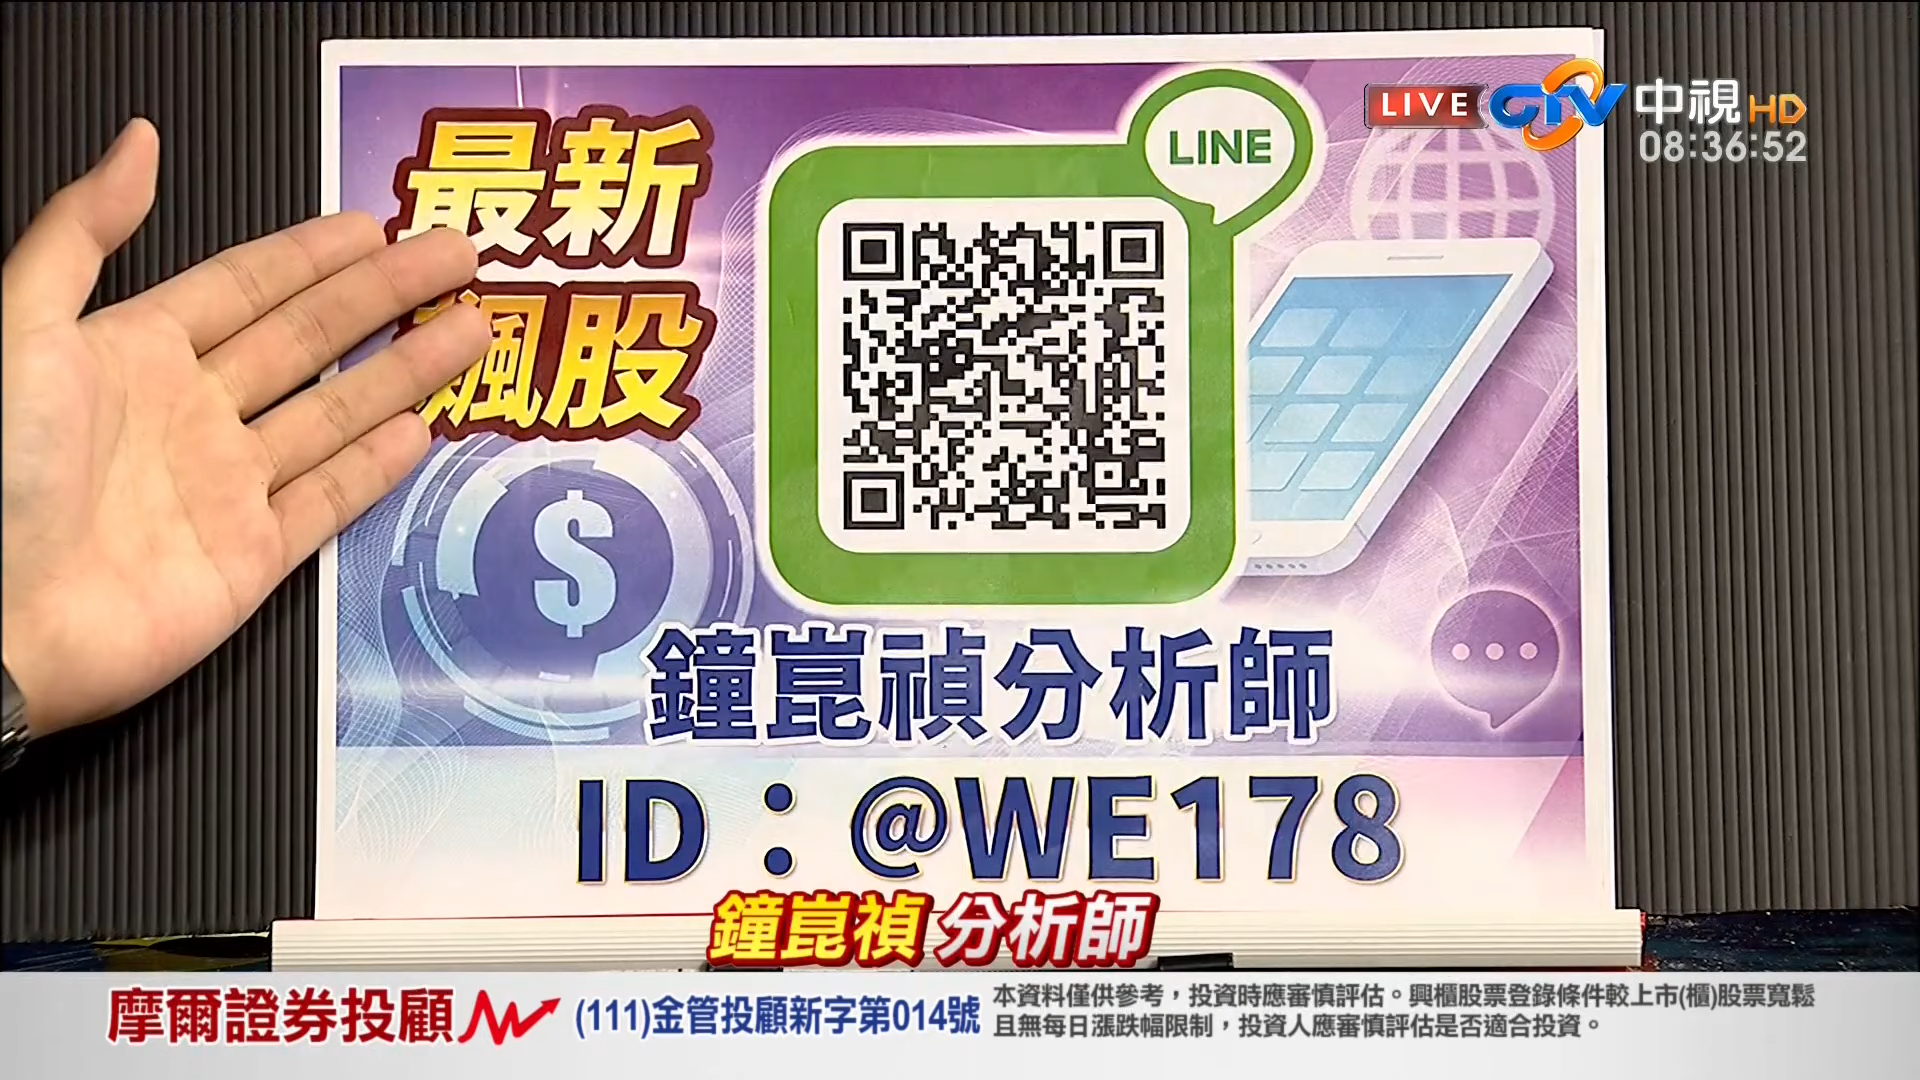 LIVE CTV 中視HD
08:36:52
最新
飆股
LINE
$
鐘崑禎分析師
ID：@WE178
鐘崑禎 分析師
摩爾證券投顧
(111)金管投顧新字第014號
本資料僅供參考，投資時應審慎評估。興櫃股票登錄條件較上市(櫃)股票寬鬆
且無每日漲跌幅限制，投資人應審慎評估是否適合投資。